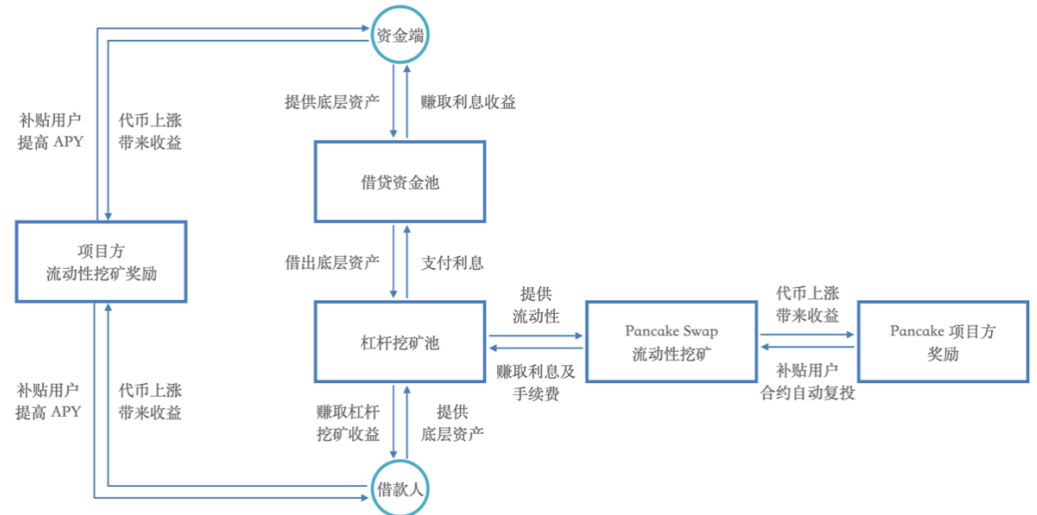 资金端
提供底层资产
赚取利息收益
补贴用户
提高 APY
代币上涨
带来收益
借贷资金池
项目方
流动性挖矿奖励
借出底层资产
支付利息
提供
流动性
代币上涨
带来收益
杠杆挖矿池
Pancake Swap
流动性挖矿
Pancake 项目方
奖励
赚取利息及
手续费
补贴用户
合约自动复投
补贴用户
提高 APY
代币上涨
带来收益
赚取杠杆
挖矿收益
提供
底层资产
借款人